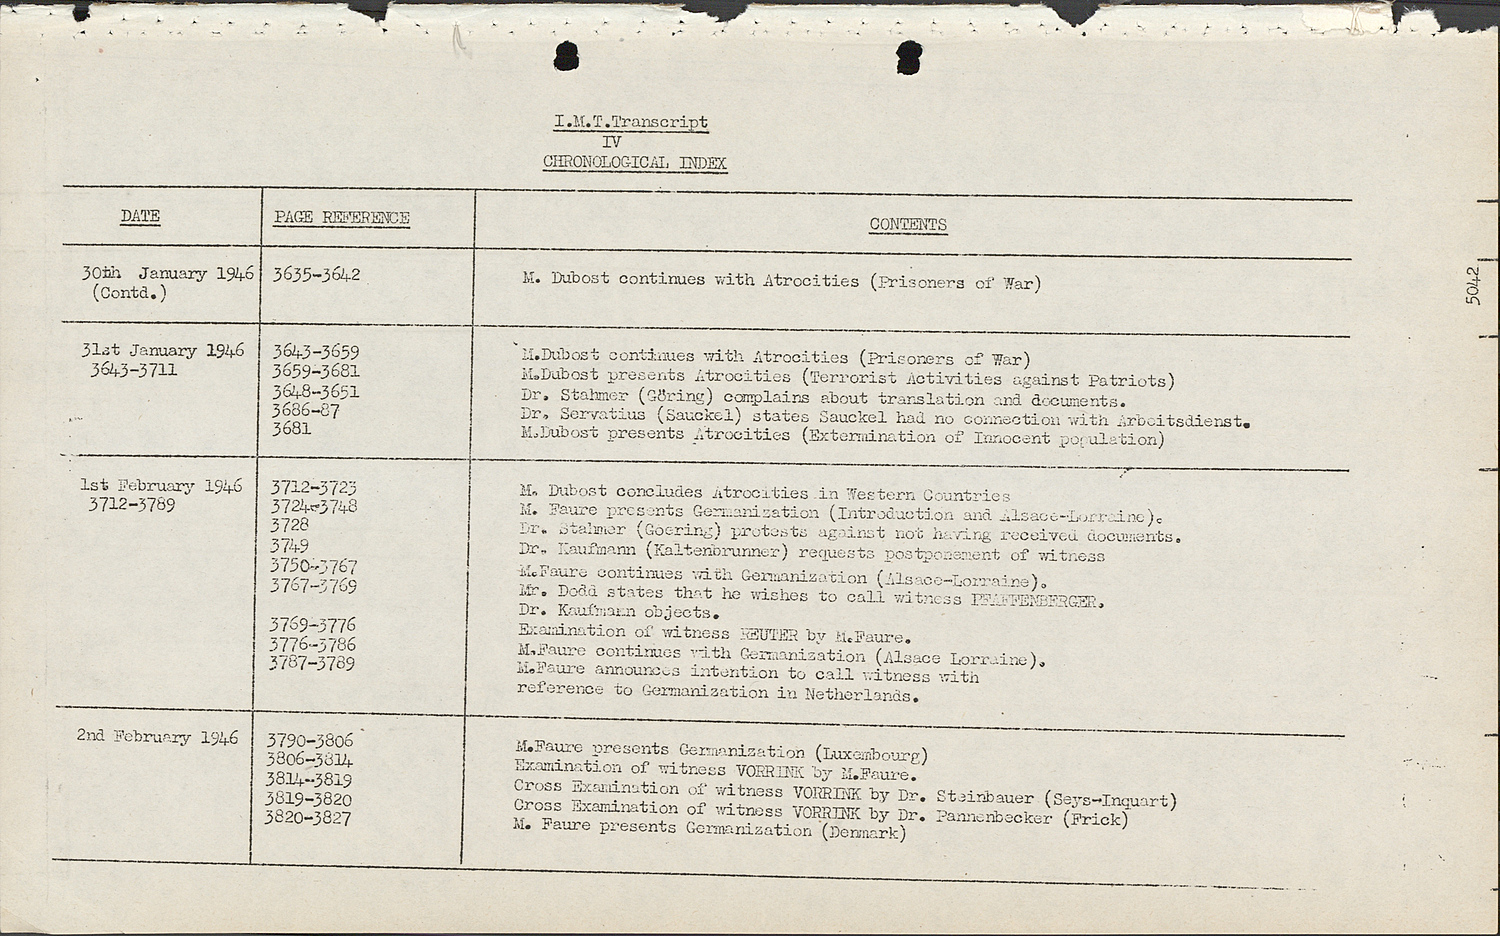 I.M.T.Transcript
IV
CHRONOLOGICAL INDEX
DATE PAGE REFERENCE CONTENTS
30th January 1946 3635-3642 M. Dubost continues with Atrocities (Prisoners of War)
(Contd.)
31st January 1946 3643-3659 M.Dubost continues with Atrocities (Prisoners of War)
3643-3711 3659-3681 M.Dubost presents Atrocities (Terrorist Activities against Patriots)
3648-3651 Dr. Stahmer (Göring) complains about translation and documents.
3686-87 Dr. Servatius (Sauckel) states Sauckel had no connection with Arbeitsdienst.
3681 M.Dubost presents Atrocities (Extermination of Innocent population)
1st February 1946 3712-3723 M. Dubost concludes Atrocities in Western Countries
3712-3789 3724-3748 M. Faure presents Germanization (Introduction and Alsace-Lorraine).
3728 Dr. Stahmer (Goering) protests against not having received documents.
3749 Dr. Kaufmann (Kaltenbrunner) requests postponement of witness
3750-3767 M.Faure continues with Germanization (Alsace-Lorraine).
3767-3769 Mr. Dodd states that he wishes to call witness PFAFFENBERGER.
Dr. Kaufmann objects.
3769-3776 Examination of witness REUTER by M.Faure.
3776-3786 M.Faure continues with Germanization (Alsace Lorraine).
3787-3789 M.Faure announces intention to call witness with
reference to Germanization in Netherlands.
2nd February 1946 3790-3806 M.Faure presents Germanization (Luxembourg)
3806-3814 Examination of witness VORRINK by M.Faure.
3814-3819 Cross Examination of witness VORRINK by Dr. Steinbauer (Seys-Inquart)
3819-3820 Cross Examination of witness VORRINK by Dr. Pannenbecker (Frick)
3820-3827 M. Faure presents Germanization (Denmark)
5042